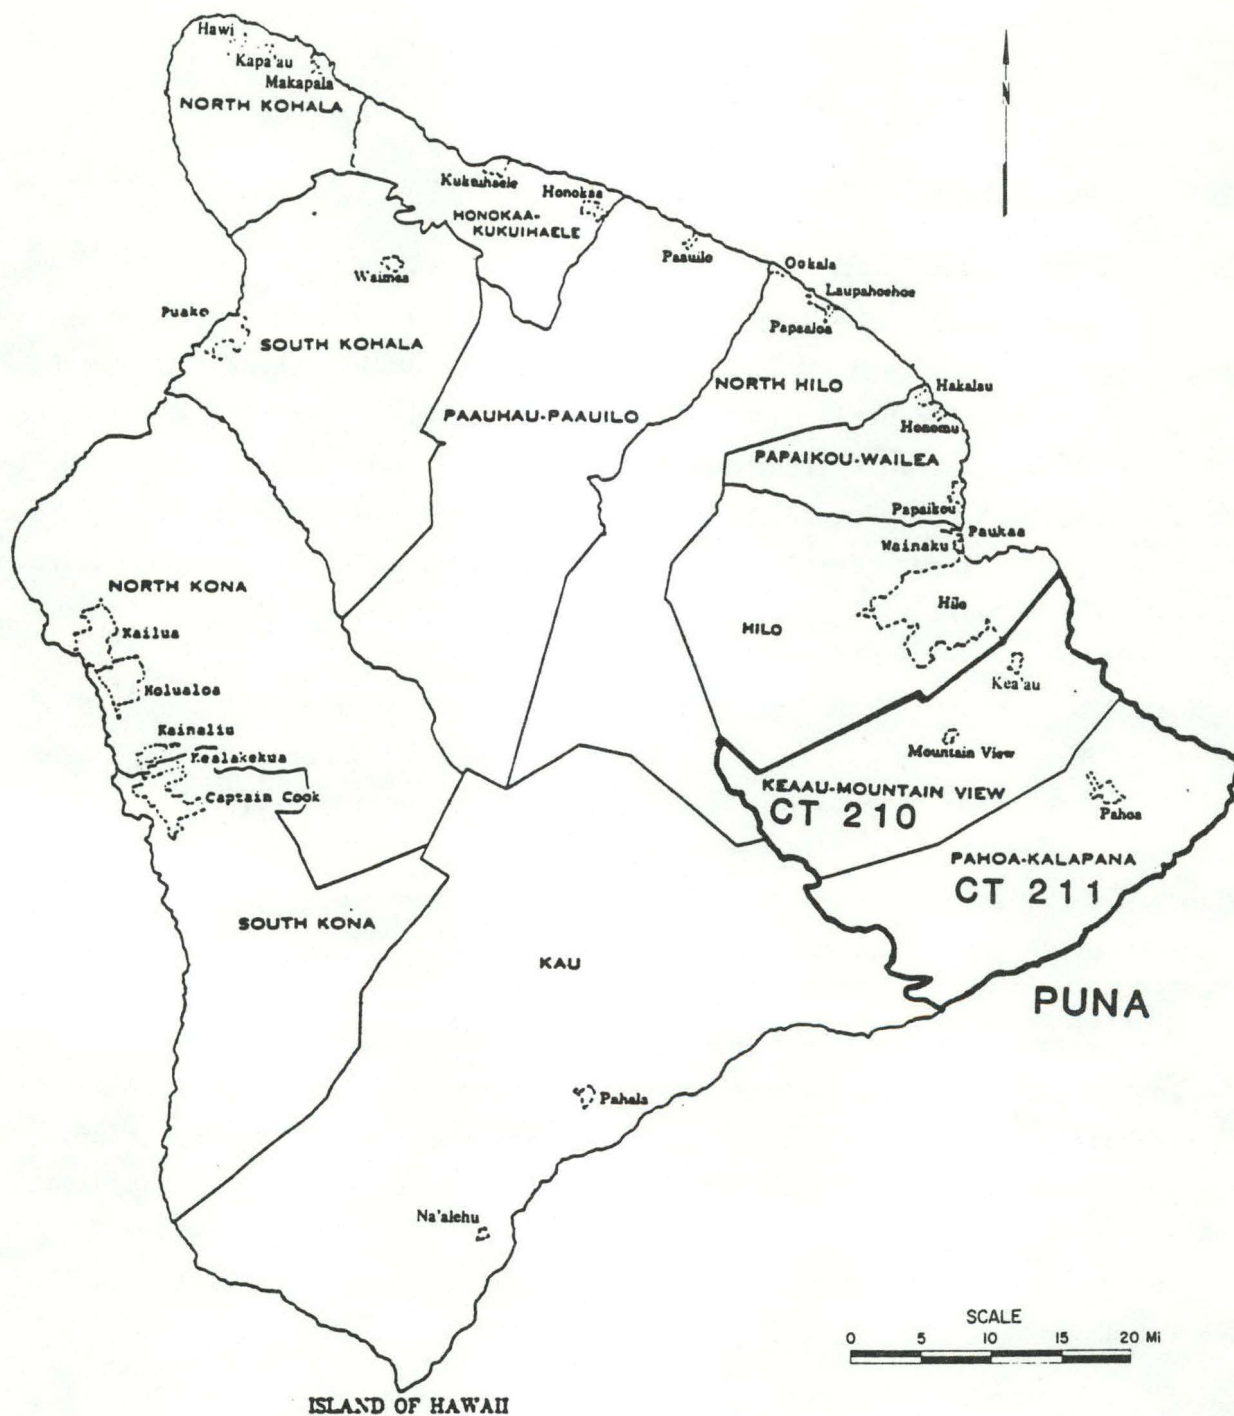 Hawi
Kapa'au
Makapala
NORTH KOHALA
N
Kukuihaele
Honokaa
HONOKAA-
KUKUIHAELE
Paauilo
Ookala
Laupahoehoe
Papaaloa
Waimea
Puako
SOUTH KOHALA
NORTH HILO
Hakalau
Honomu
PAAUHAU-PAAUILO
PAPAIKOU-WAILEA
Papaikou
Paukaa
Wainaku
NORTH KONA
Kailua
Holualoa
Kainaliu
Kealakekua
Captain Cook
Hilo
HILO
Kea'au
Mountain View
KEAAU-MOUNTAIN VIEW
CT 210
Pahoa
PAHOA-KALAPANA
CT 211
SOUTH KONA
KAU
PUNA
Pahala
Na'alehu
SCALE
0 5 10 15 20 Mi
ISLAND OF HAWAII